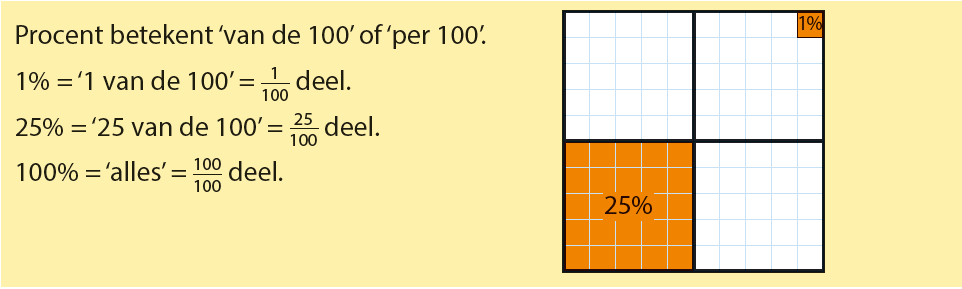 Procent betekent ‘van de 100’ of ‘per 100’.
1% = ‘1 van de 100’ = 1/100 deel.
25% = ‘25 van de 100’ = 25/100 deel.
100% = ‘alles’ = 100/100 deel.
1%
25%